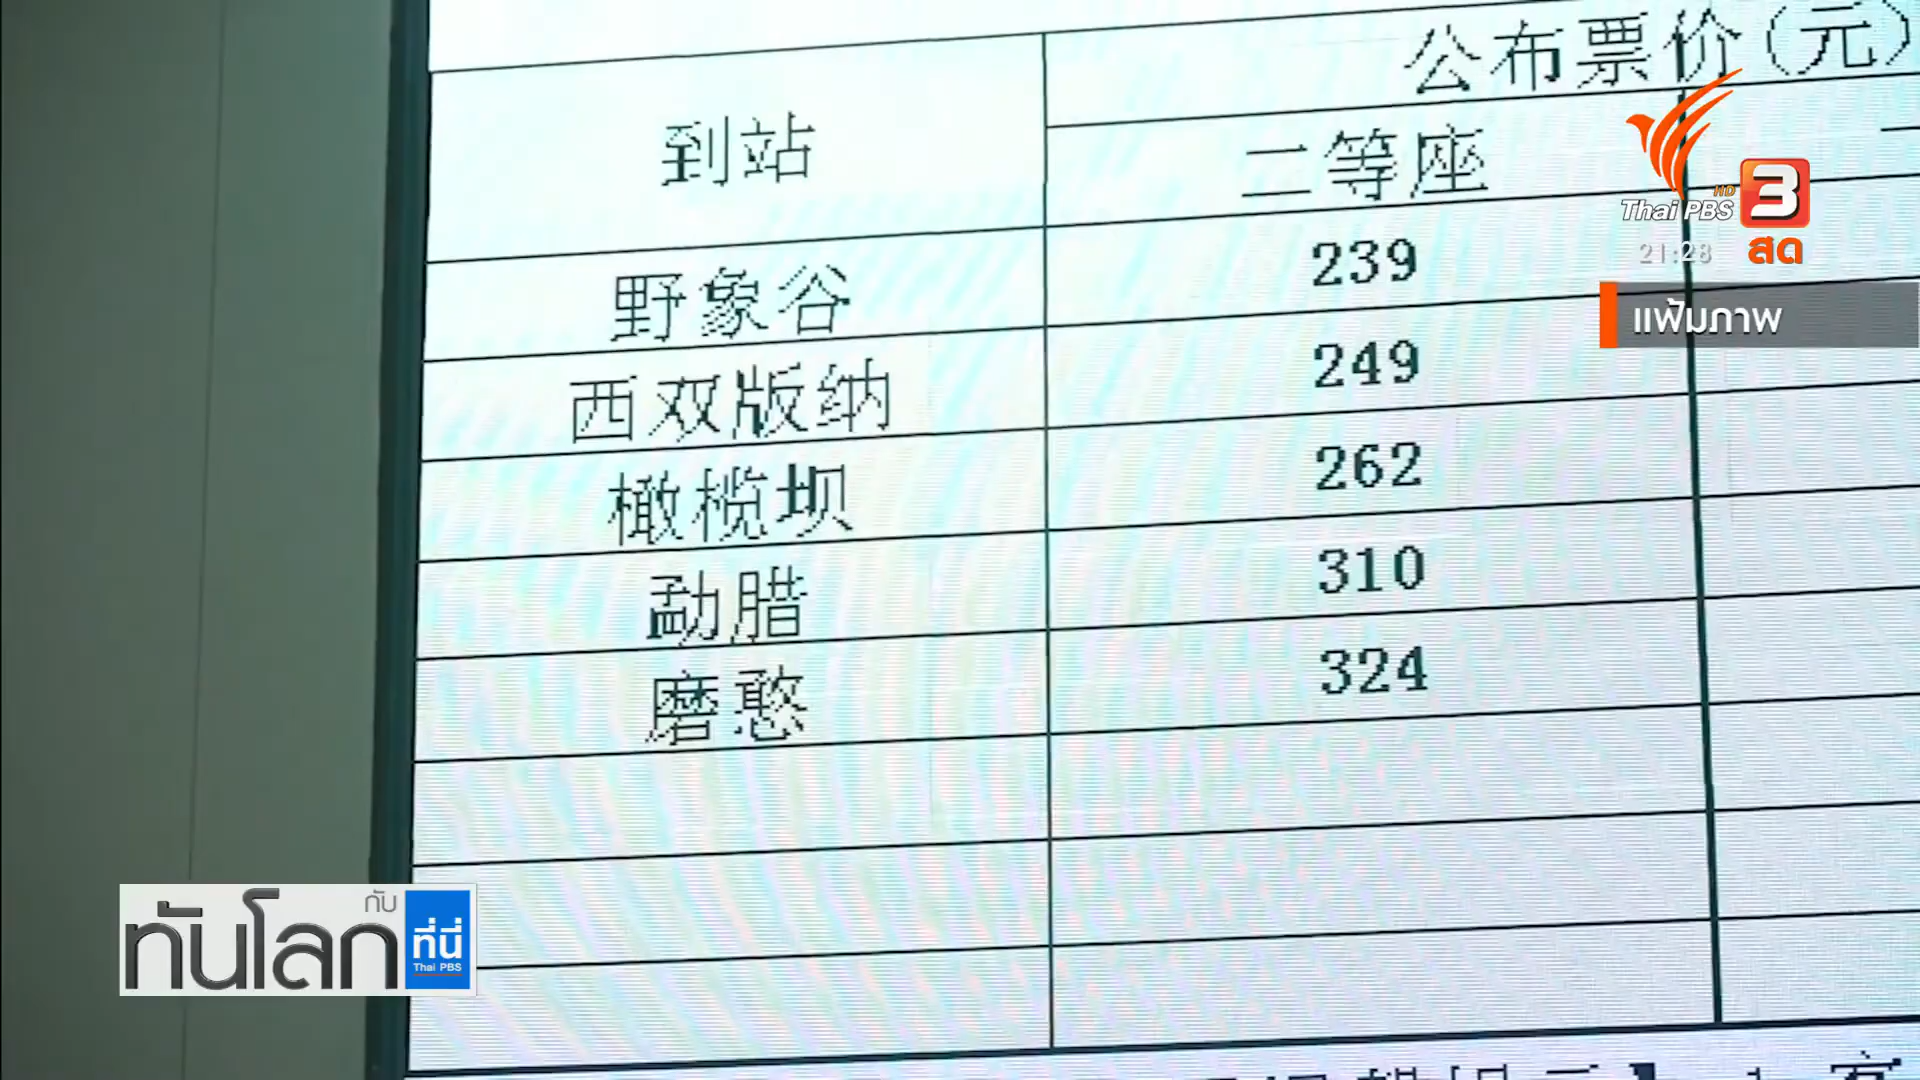 公布票价(元)
到站
二等座
野象谷 239
西双版纳 249
橄榄坝 262
勐腊 310
磨憨 324
HD
Thai PBS 3
21:28 สด
แฟ้มภาพ
ทันโลก กับ ที่นี่ Thai PBS